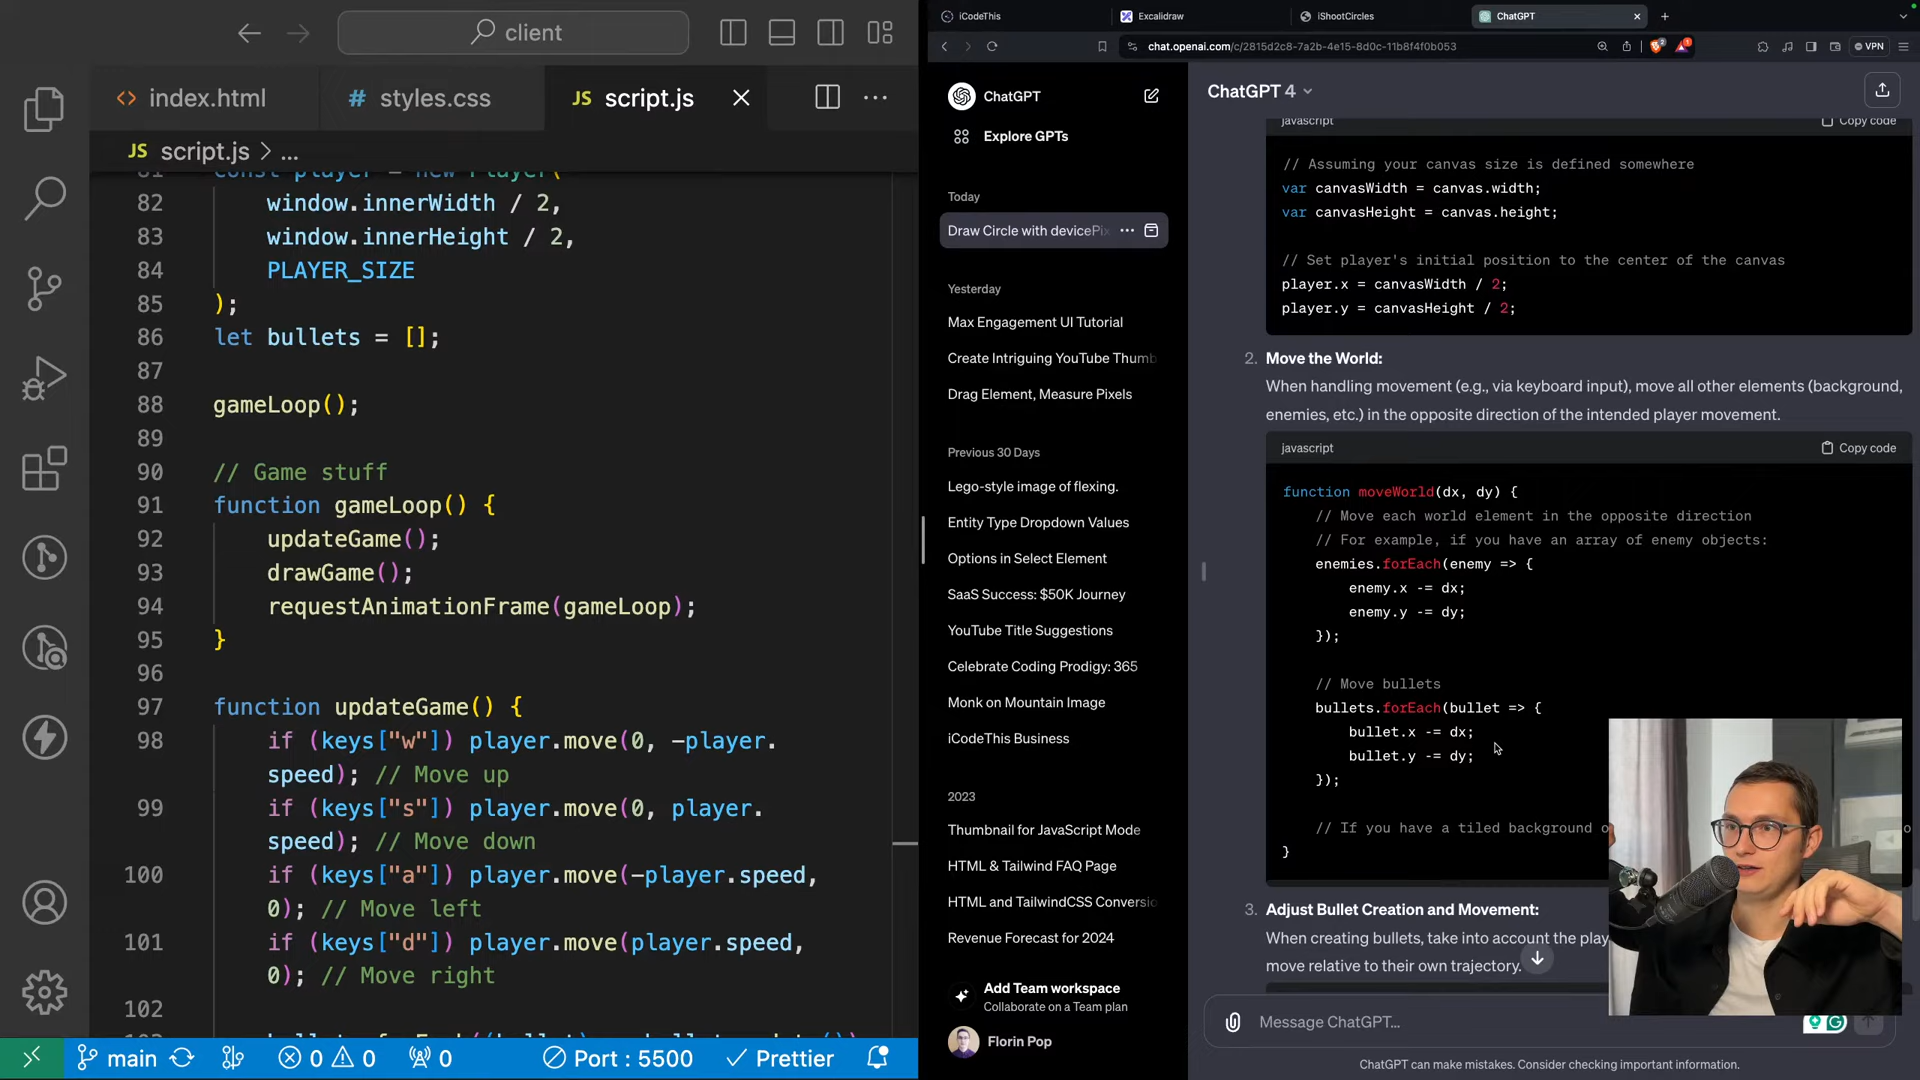 client
index.html
# styles.css
JS script.js
JS script.js > ...
81 const player = new Player(
82 window.innerWidth / 2,
83 window.innerHeight / 2,
84 PLAYER_SIZE
85 );
86 let bullets = [];
87
88 gameLoop();
89
90 // Game stuff
91 function gameLoop() {
92 updateGame();
93 drawGame();
94 requestAnimationFrame(gameLoop);
95 }
96
97 function updateGame() {
98 if (keys["w"]) player.move(0, -player.
speed); // Move up
99 if (keys["s"]) player.move(0, player.
speed); // Move down
100 if (keys["a"]) player.move(-player.speed,
0); // Move left
101 if (keys["d"]) player.move(player.speed,
0); // Move right
102
main
0 0
0
Port : 5500
Prettier
iCodeThis
Excalidraw
iShootCircles
ChatGPT
chat.openai.com/c/2815d2c8-7a2b-4e15-8d0c-11b8f4f0b053
VPN
ChatGPT
Explore GPTs
Today
Draw Circle with devicePix
Yesterday
Max Engagement UI Tutorial
Create Intriguing YouTube Thumb
Drag Element, Measure Pixels
Previous 30 Days
Lego-style image of flexing.
Entity Type Dropdown Values
Options in Select Element
SaaS Success: $50K Journey
YouTube Title Suggestions
Celebrate Coding Prodigy: 365
Monk on Mountain Image
iCodeThis Business
2023
Thumbnail for JavaScript Mode
HTML & Tailwind FAQ Page
HTML and TailwindCSS Conversio
Revenue Forecast for 2024
Add Team workspace
Collaborate on a Team plan
Florin Pop
ChatGPT 4
javascript
Copy code
// Assuming your canvas size is defined somewhere
var canvasWidth = canvas.width;
var canvasHeight = canvas.height;
// Set player's initial position to the center of the canvas
player.x = canvasWidth / 2;
player.y = canvasHeight / 2;
2. Move the World:
When handling movement (e.g., via keyboard input), move all other elements (background,
enemies, etc.) in the opposite direction of the intended player movement.
javascript
Copy code
function moveWorld(dx, dy) {
// Move each world element in the opposite direction
// For example, if you have an array of enemy objects:
enemies.forEach(enemy => {
enemy.x -= dx;
enemy.y -= dy;
});
// Move bullets
bullets.forEach(bullet => {
bullet.x -= dx;
bullet.y -= dy;
});
// If you have a tiled background o
}
3. Adjust Bullet Creation and Movement:
When creating bullets, take into account the play
move relative to their own trajectory.
Message ChatGPT…
ChatGPT can make mistakes. Consider checking important information.